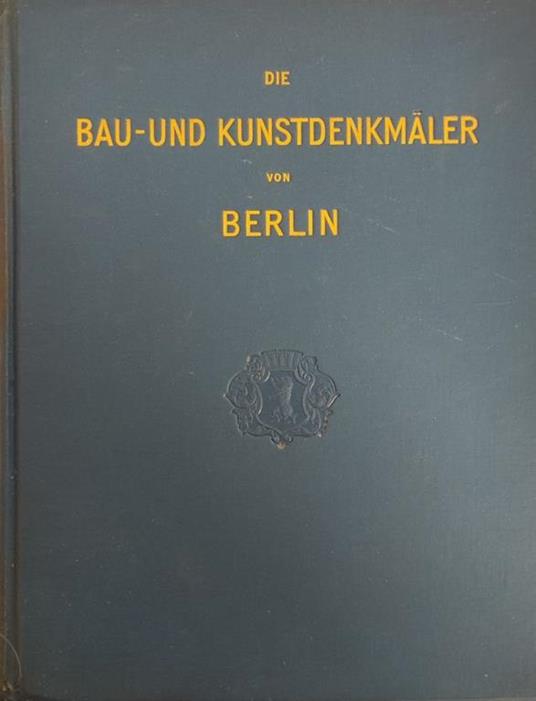 DIE
BAU-UND KUNSTDENKMÄLER
VON
BERLIN